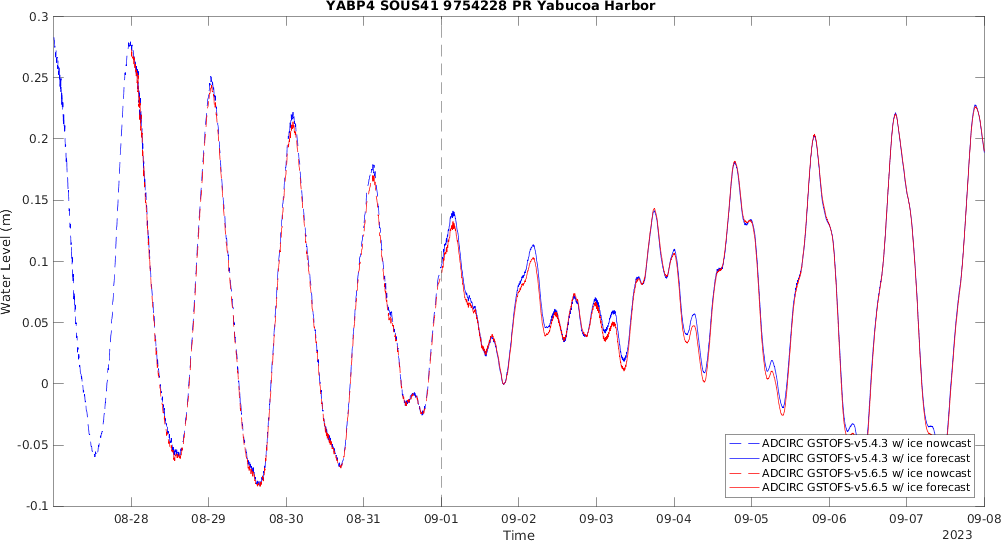 YABP4 SOUS41 9754228 PR Yabucoa Harbor
0.3
0.25
0.2
0.15
0.1
0.05
0
-0.05
-0.1
Water Level (m)
08-28 08-29 08-30 08-31 09-01 09-02 09-03 09-04 09-05 09-06 09-07 09-08
Time
2023
ADCIRC GSTOFS-v5.4.3 w/ ice nowcast
ADCIRC GSTOFS-v5.4.3 w/ ice forecast
ADCIRC GSTOFS-v5.6.5 w/ ice nowcast
ADCIRC GSTOFS-v5.6.5 w/ ice forecast